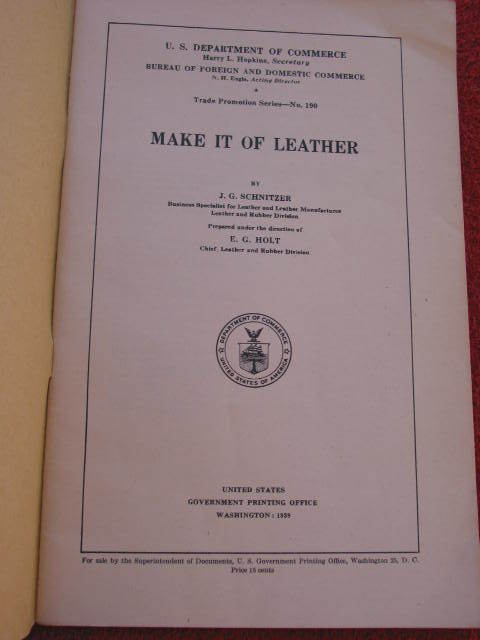 U. S. DEPARTMENT OF COMMERCE
Harry L. Hopkins, Secretary
BUREAU OF FOREIGN AND DOMESTIC COMMERCE
N. H. Engle, Acting Director
Trade Promotion Series—No. 190
MAKE IT OF LEATHER
BY
J. G. SCHNITZER
Business Specialist for Leather and Leather Manufactures
Leather and Rubber Division
Prepared under the direction of
E. G. HOLT
Chief, Leather and Rubber Division
DEPARTMENT OF COMMERCE
UNITED STATES OF AMERICA
UNITED STATES
GOVERNMENT PRINTING OFFICE
WASHINGTON : 1939
For sale by the Superintendent of Documents, U. S. Government Printing Office, Washington 25, D. C.
Price 15 cents